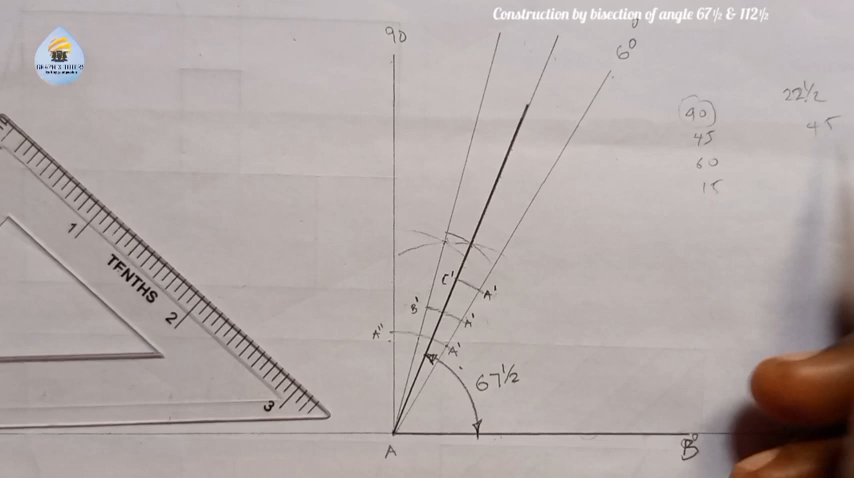 Construction by bisection of angle 67½ & 112½
90
60
22½
90
45
45
60
15
1
TENTHS
2
3
C'
A'
B'
A'
A"
A'
67½
A
B